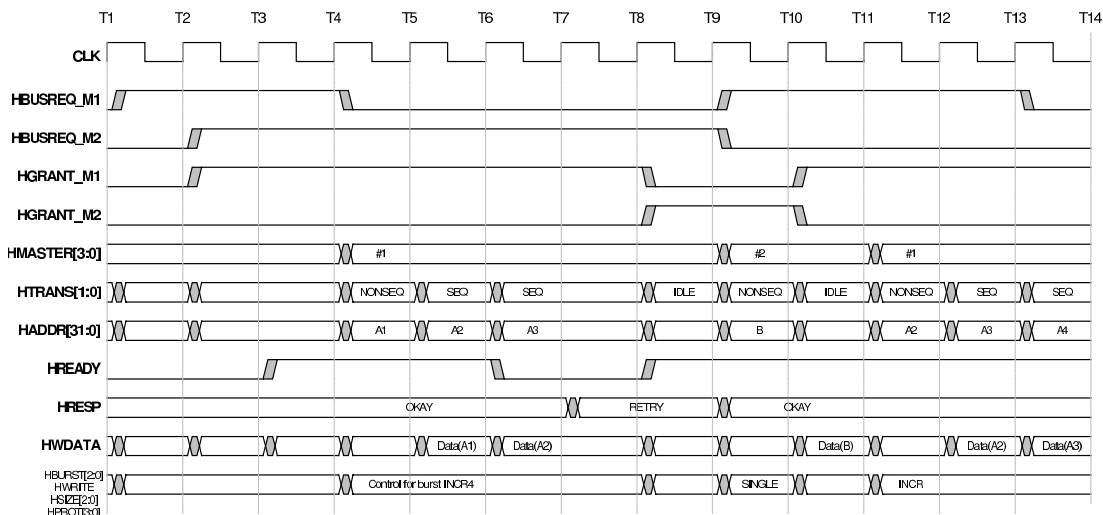 T1 T2 T3 T4 T5 T6 T7 T8 T9 T10 T11 T12 T13 T14
CLK
HBUSREQ_M1
HBUSREQ_M2
HGRANT_M1
HGRANT_M2
HMASTER[3:0] #1 #2 #1
HTRANS[1:0] NONSEQ SEQ SEQ IDLE NONSEQ IDLE NONSEQ SEQ SEQ
HADDR[31:0] A1 A2 A3 B A2 A3 A4
HREADY
HRESP OKAY RETRY OKAY
HWDATA Data(A1) Data(A2) Data(B) Data(A2) Data(A3)
HBURST[2:0]
HWRITE Control for burst INCR4 SINGLE INCR
HSIZE[2:0]
HPROT[3:0]